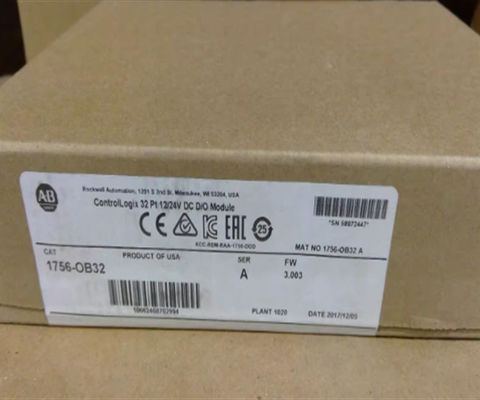 AB
Rockwell Automation, 1201 S 2nd St. Milwaukee, WI 53204, USA
ControlLogix 32 Pt 12/24V DC D/O Module
CE EAC 25
"SN 58872447"
MAT NO 1756-OB32 A
CAT
1756-OB32
PRODUCT OF USA
SER
A
FW
3.003
PLANT 1020
DATE 2017/12/05